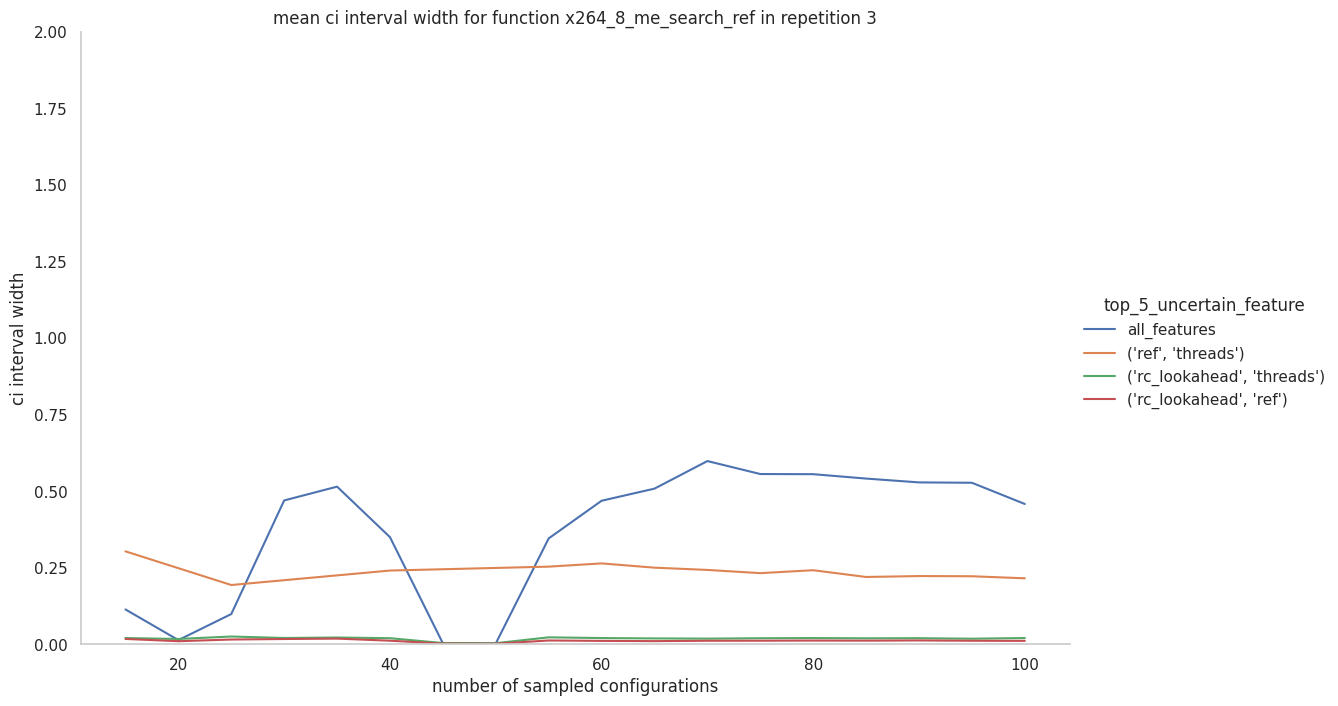 mean ci interval width for function x264_8_me_search_ref in repetition 3
2.00
1.75
1.50
1.25
1.00
0.75
0.50
0.25
0.00
ci interval width
20
40
60
80
100
number of sampled configurations
top_5_uncertain_feature
all_features
('ref', 'threads')
('rc_lookahead', 'threads')
('rc_lookahead', 'ref')